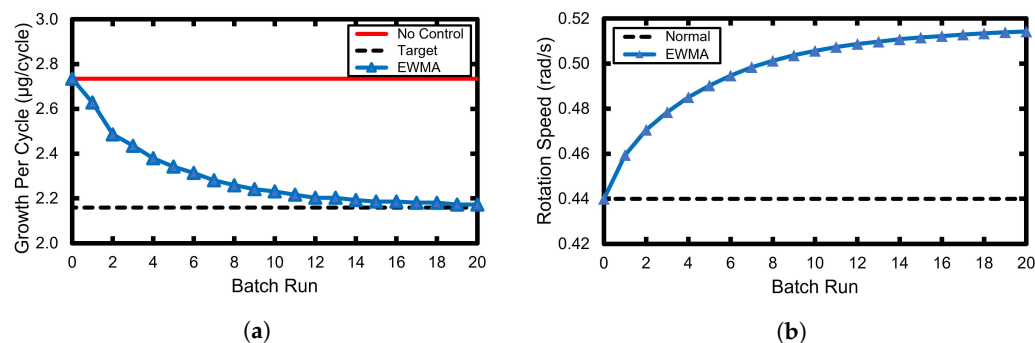 3.0
2.8
2.6
2.4
2.2
2.0
Growth Per Cycle (µg/cycle)
No Control
Target
EWMA
0 2 4 6 8 10 12 14 16 18 20
Batch Run
(a)
0.52
0.50
0.48
0.46
0.44
0.42
Rotation Speed (rad/s)
Normal
EWMA
0 2 4 6 8 10 12 14 16 18 20
Batch Run
(b)